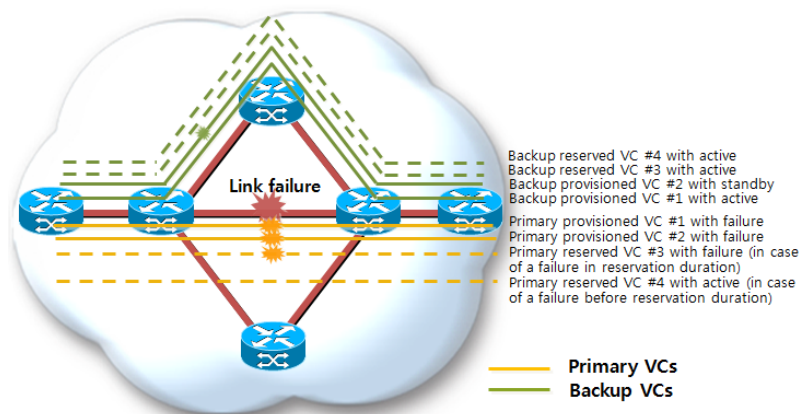 Link failure
Backup reserved VC #4 with active
Backup reserved VC #3 with active
Backup provisioned VC #2 with standby
Backup provisioned VC #1 with active
Primary provisioned VC #1 with failure
Primary provisioned VC #2 with failure
Primary reserved VC #3 with failure (in case
of a failure in reservation duration)
Primary reserved VC #4 with active (in case
of a failure before reservation duration)
Primary VCs
Backup VCs